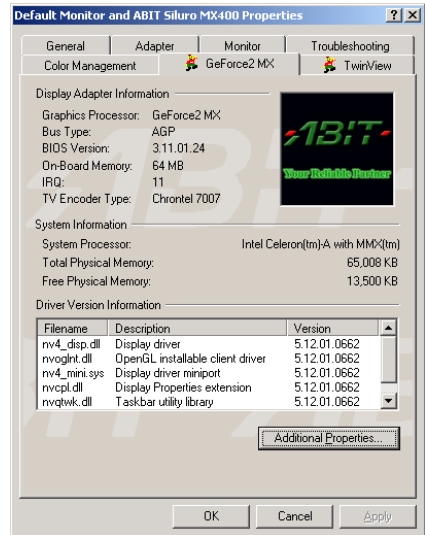 Default Monitor and ABIT Siluro MX400 Properties
General Adapter Monitor Troubleshooting
Color Management GeForce2 MX TwinView
Display Adapter Information
Graphics Processor: GeForce2 MX
Bus Type: AGP
BIOS Version: 3.11.01.24
On-Board Memory: 64 MB
IRQ: 11
TV Encoder Type: Chrontel 7007
ABIT
Your Reliable Partner
System Information
System Processor: Intel Celeron(tm)-A with MMX(tm)
Total Physical Memory: 65,008 KB
Free Physical Memory: 13,500 KB
Driver Version Information
Filename Description Version
nv4_disp.dll Display driver 5.12.01.0662
nvoglnt.dll OpenGL installable client driver 5.12.01.0662
nv4_mini.sys Display driver miniport 5.12.01.0662
nvcpl.dll Display Properties extension 5.12.01.0662
nvqtwk.dll Taskbar utility library 5.12.01.0662
Additional Properties...
OK Cancel Apply